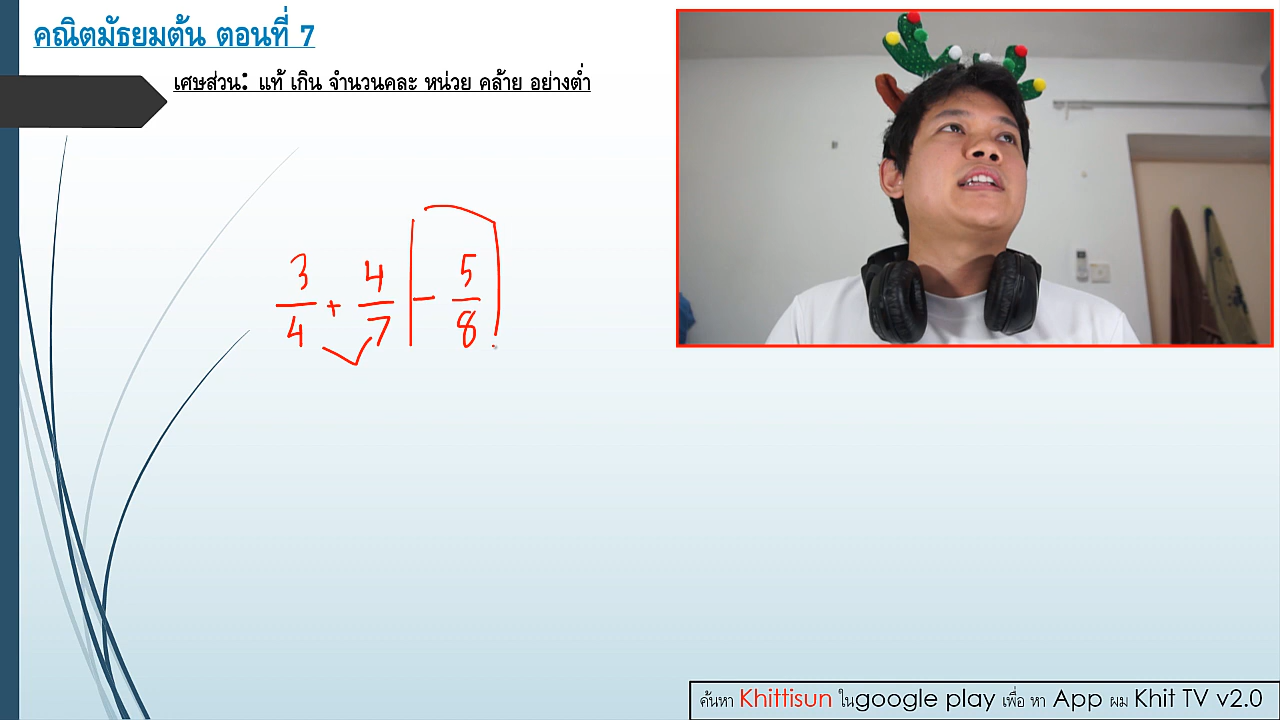 คณิตมัธยมต้น ตอนที่ 7
เศษส่วน: แท้ เกิน จำนวนคละ หน่วย คล้าย อย่างต่ำ
3/4 + 4/7 - 5/8
ค้นหา Khittisun ในgoogle play เพื่อ หา App ผม Khit TV v2.0